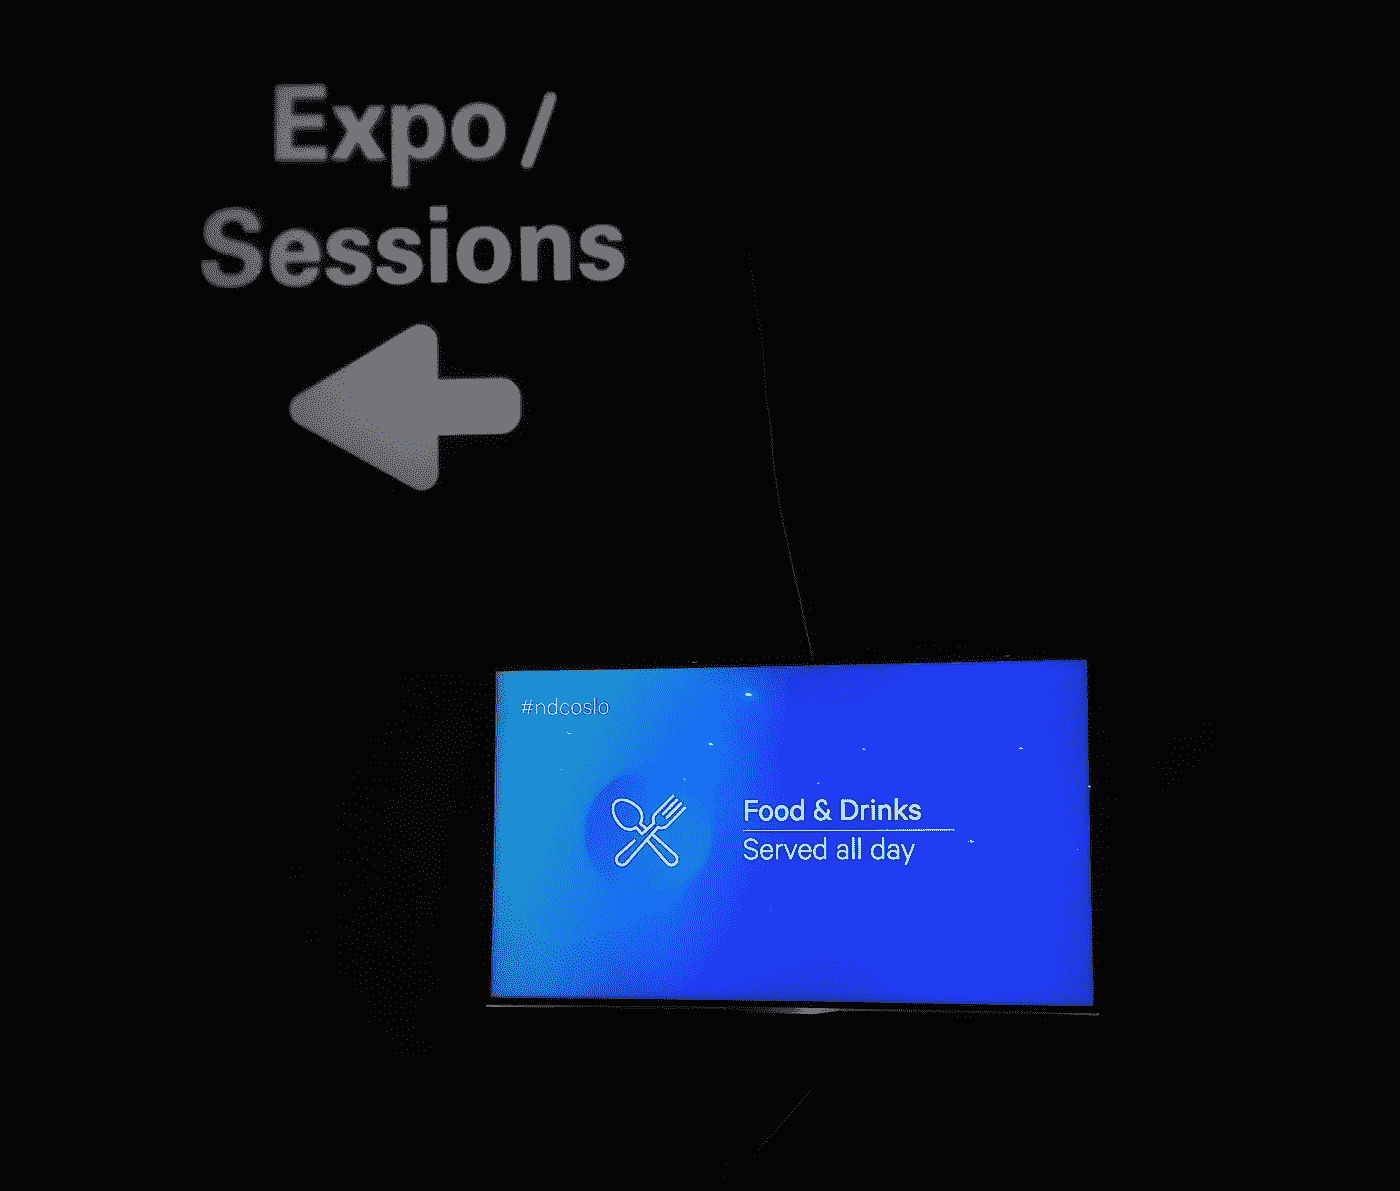 Expo/
Sessions
#ndcoslo
Food & Drinks
Served all day